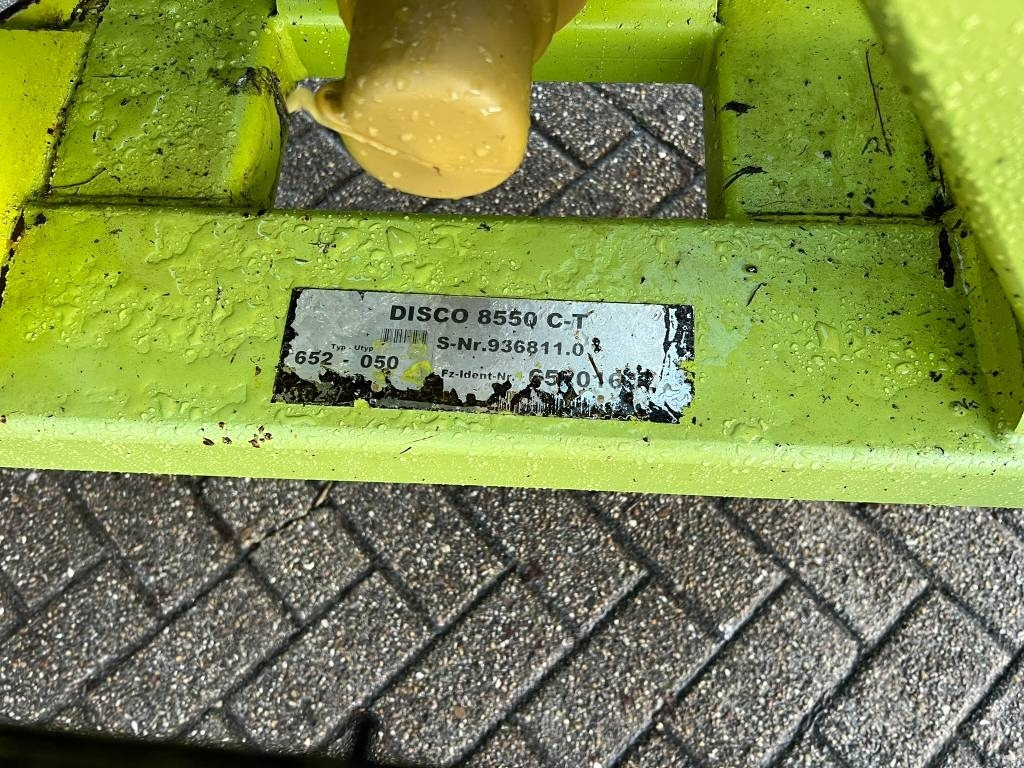 DISCO 8550 C-T
Typ - Utyp S-Nr.936811.0
652 - 050 Fz-Ident-Nr.